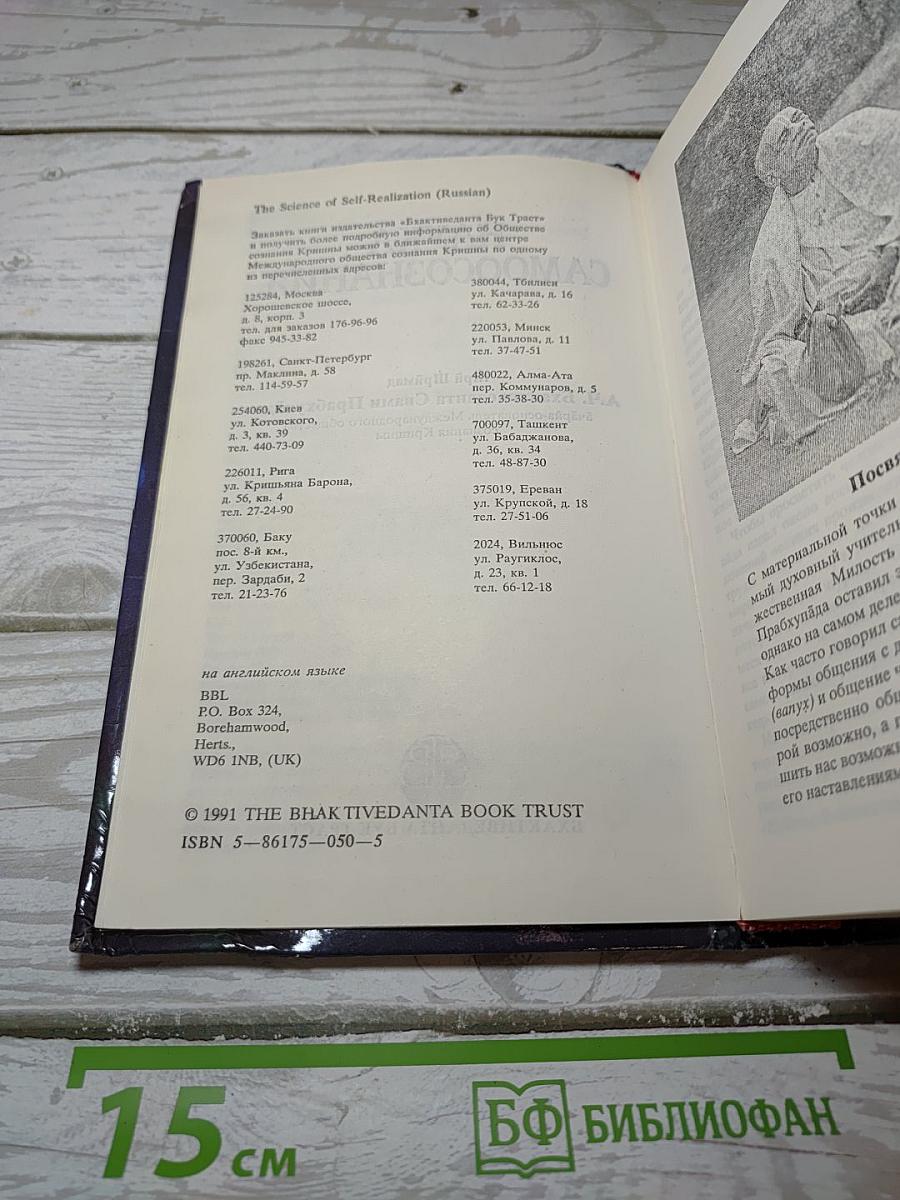 The Science of Self-Realization (Russian)
Заказать книги издательства «Бхактиведанта Бук Траст»
и получить более подробную информацию об Обществе
сознания Кришны можно в ближайшем к вам центре
Международного общества сознания Кришны по одному
из перечисленных адресов:
125284, Москва
Хорошевское шоссе,
д. 8, корп. 3
тел. для заказов 176-96-96
факс 945-33-82
198261, Санкт-Петербург
пр. Маклина, д. 58
тел. 114-59-57
254060, Киев
ул. Котовского,
д. 3, кв. 39
тел. 440-73-09
226011, Рига
ул. Кришьяна Барона,
д. 56, кв. 4
тел. 27-24-90
370060, Баку
пос. 8-й км.,
ул. Узбекистана,
пер. Зардаби, 2
тел. 21-23-76
380044, Тбилиси
ул. Качарава, д. 16
тел. 62-33-26
220053, Минск
ул. Павлова, д. 11
тел. 37-47-51
480022, Алма-Ата
пер. Коммунаров, д. 5
тел. 35-38-30
700097, Ташкент
ул. Бабаджанова,
д. 36, кв. 34
тел. 48-87-30
375019, Ереван
ул. Крупской, д. 18
тел. 27-51-06
2024, Вильнюс
ул. Раугиклос,
д. 23, кв. 1
тел. 66-12-18
на английском языке
BBL
P.O. Box 324,
Borehamwood,
Herts.,
WD6 1NB, (UK)
© 1991 THE BHAKTIVEDANTA BOOK TRUST
ISBN 5—86175—050—5
Посвя
С материальной точки
мый духовный учитель
жественная Милость
Прабхупāда оставил э
однако на самом деле
Как часто говорил са
формы общения с д
(вапух) и общение ч
посредственно общ
рой возможно, а п
шить нас возможн
его наставлениям
15 см
БФ БИБЛИОФАН